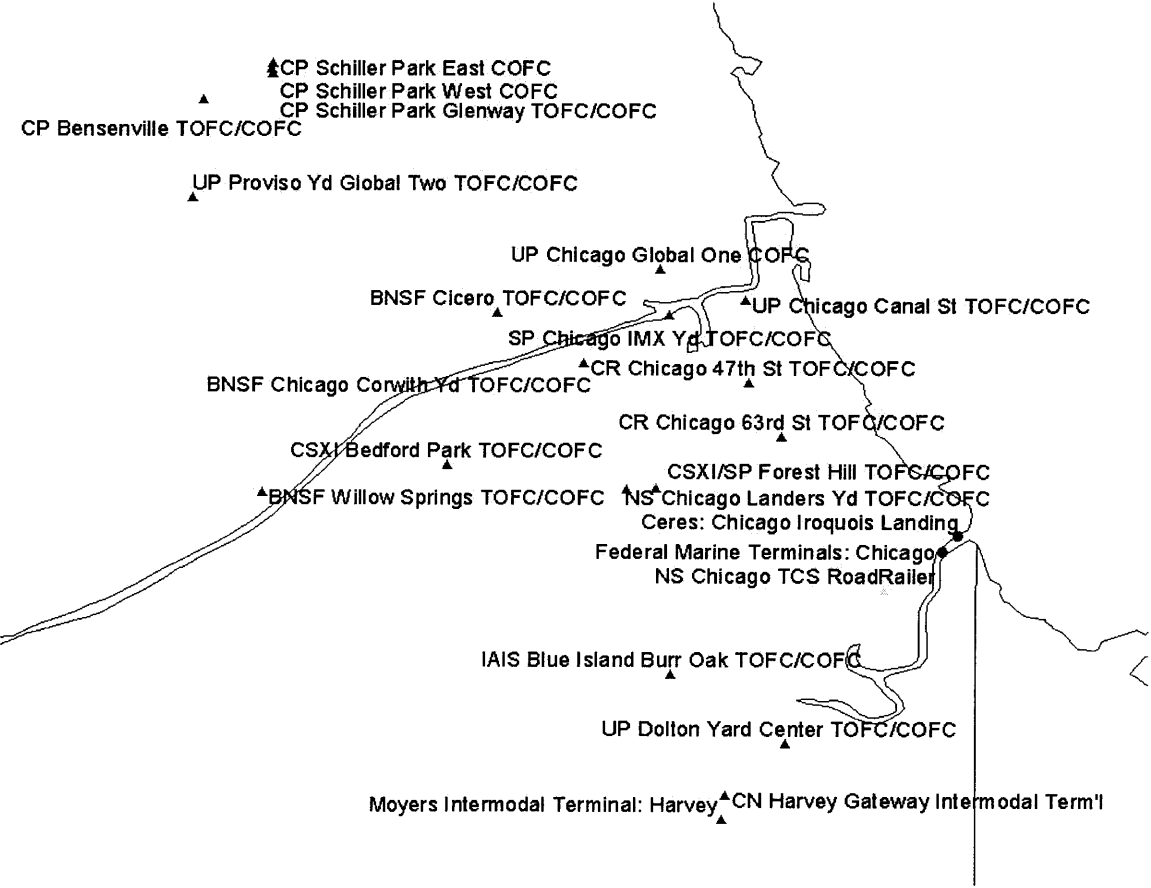 CP Schiller Park East COFC
CP Schiller Park West COFC
CP Schiller Park Glenway TOFC/COFC
CP Bensenville TOFC/COFC
UP Proviso Yd Global Two TOFC/COFC
UP Chicago Global One COFC
BNSF Cicero TOFC/COFC
UP Chicago Canal St TOFC/COFC
SP Chicago IMX Yd TOFC/COFC
CR Chicago 47th St TOFC/COFC
BNSF Chicago Corwith Yd TOFC/COFC
CR Chicago 63rd St TOFC/COFC
CSXI Bedford Park TOFC/COFC
CSXI/SP Forest Hill TOFC/COFC
BNSF Willow Springs TOFC/COFC
NS Chicago Landers Yd TOFC/COFC
Ceres: Chicago Iroquois Landing
Federal Marine Terminals: Chicago
NS Chicago TCS RoadRailer
IAIS Blue Island Burr Oak TOFC/COFC
UP Dolton Yard Center TOFC/COFC
Moyers Intermodal Terminal: Harvey
CN Harvey Gateway Intermodal Term'l